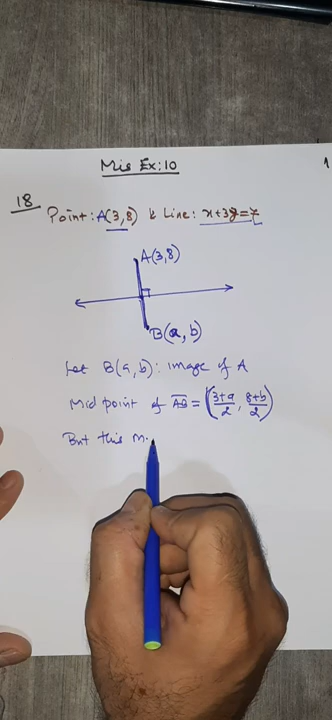 Mis Ex:10
1
18 Point: A(3,8) & Line: x+3y=7
A(3,8)
B(a,b)
Let B(a,b): image of A
Mid point of AB = (3+a/2, 8+b/2)
But this m